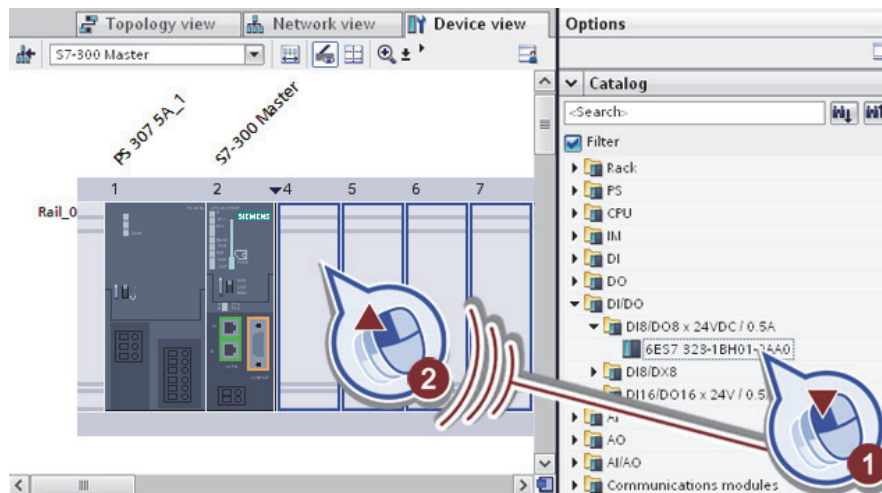 Topology view
Network view
Device view
Options
S7-300 Master
Catalog
<Search>
Filter
PS 307 5A_1
S7-300 Master
1 2 4 5 6 7
Rail_0
SIEMENS
Rack
PS
CPU
IM
DI
DO
DI/DO
DI8/DO8 x 24VDC / 0.5A
6ES7 323-1BH01-0AA0
DI8/DX8
DI16/DO16 x 24V / 0.5
AI
AO
AI/AO
Communications modules
2
1